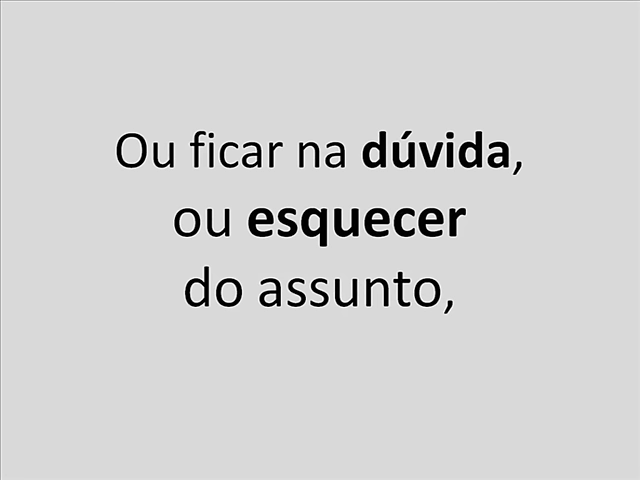 Ou ficar na dúvida,
ou esquecer
do assunto,